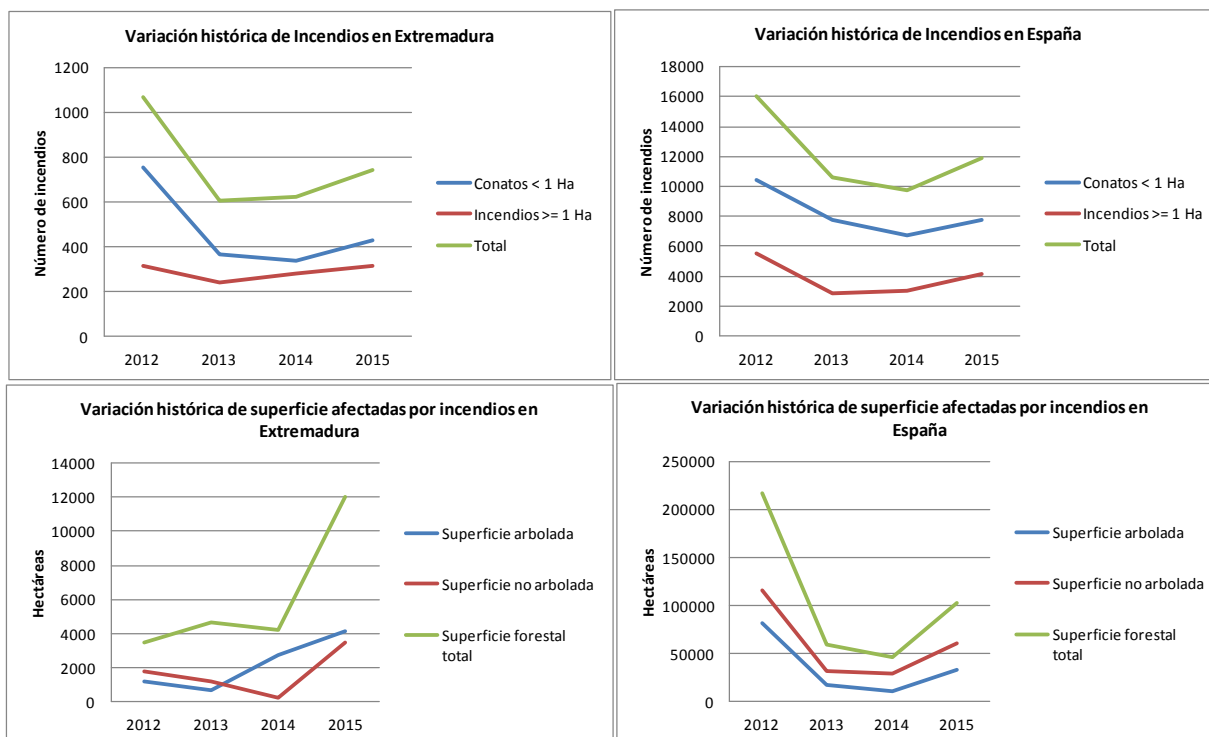 Variación histórica de Incendios en Extremadura
Número de incendios
1200
1000
800
600
400
200
0
2012 2013 2014 2015
Conatos < 1 Ha
Incendios >= 1 Ha
Total
Variación histórica de Incendios en España
Número de incendios
18000
16000
14000
12000
10000
8000
6000
4000
2000
0
2012 2013 2014 2015
Conatos < 1 Ha
Incendios >= 1 Ha
Total
Variación histórica de superficie afectadas por incendios en
Extremadura
Hectáreas
14000
12000
10000
8000
6000
4000
2000
0
2012 2013 2014 2015
Superficie arbolada
Superficie no arbolada
Superficie forestal
total
Variación histórica de superficie afectadas por incendios en
España
Hectáreas
250000
200000
150000
100000
50000
0
2012 2013 2014 2015
Superficie arbolada
Superficie no arbolada
Superficie forestal
total